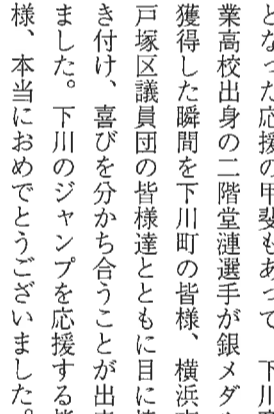 となった応援の甲斐もあって　下川
業高校出身の二階堂漣選手が銀メダ
獲得した瞬間を下川町の皆様、横浜
戸塚区議員団の皆様達とともに目に
き付け、喜びを分かち合うことが出
ました。下川のジャンプを応援する
様、本当におめでとうございました。